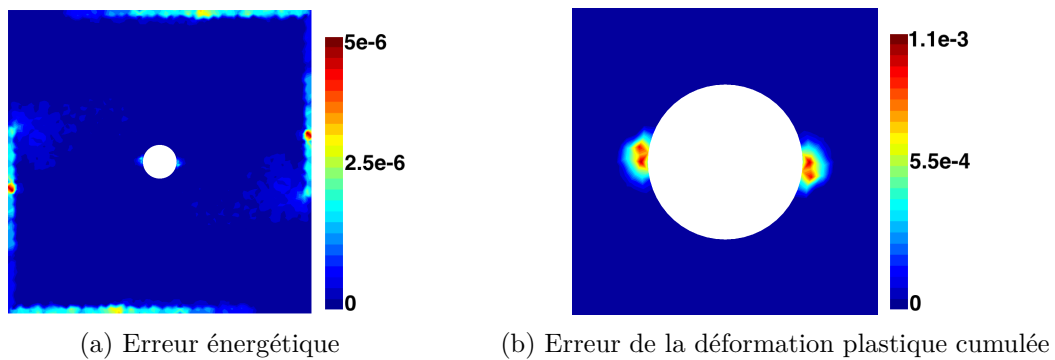 5e-6
2.5e-6
0
1.1e-3
5.5e-4
0
(a) Erreur énergétique
(b) Erreur de la déformation plastique cumulée